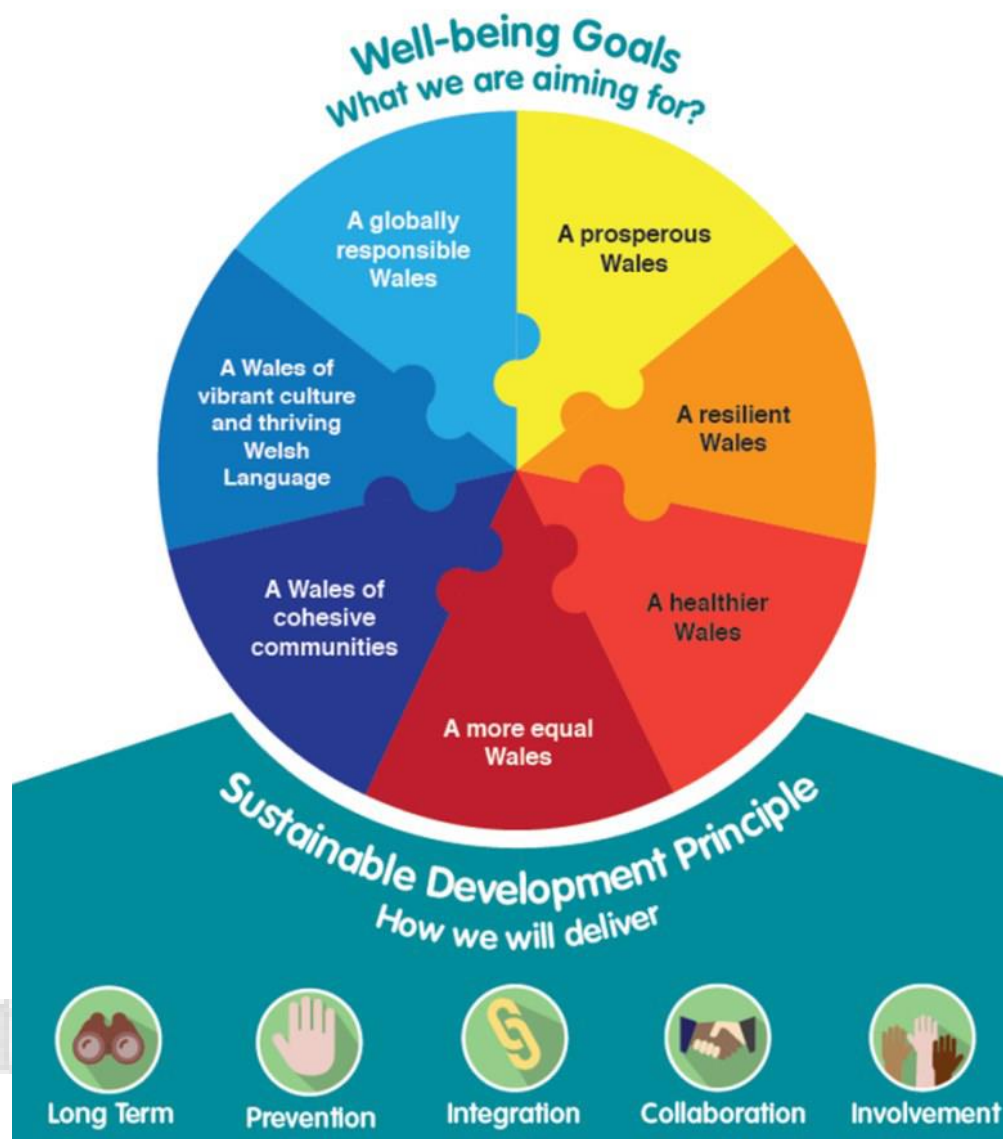 Well-being Goals
What we are aiming for?
A globally
responsible
Wales
A prosperous
Wales
A resilient
Wales
A healthier
Wales
A more equal
Wales
A Wales of
cohesive
communities
A Wales of
vibrant culture
and thriving
Welsh
Language
Sustainable Development Principle
How we will deliver
Long Term
Prevention
Integration
Collaboration
Involvement